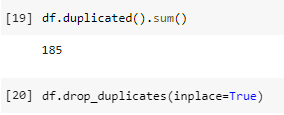 [19] df.duplicated().sum()
185
[20] df.drop_duplicates(inplace=True)